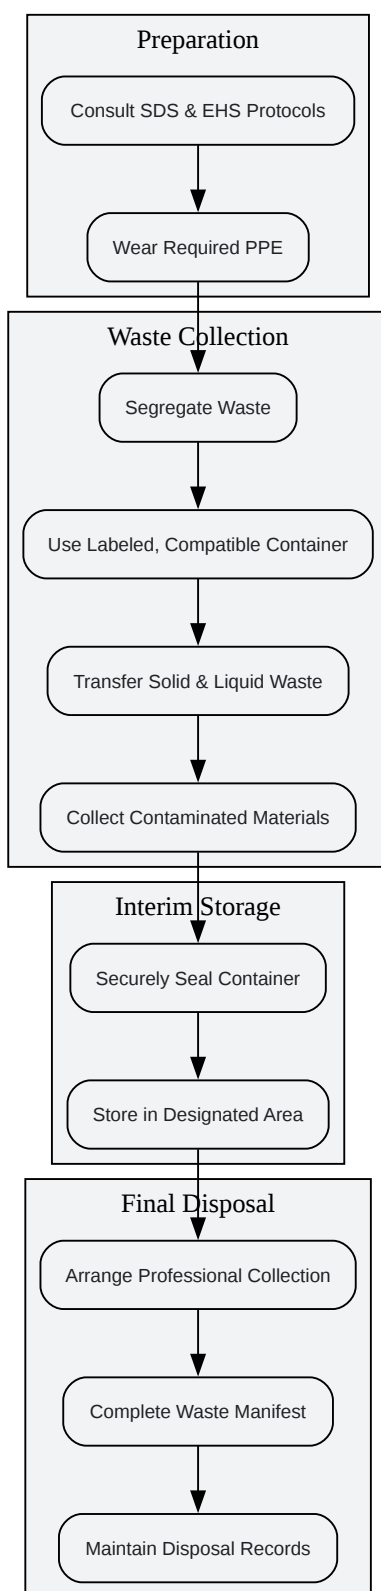 Preparation
Consult SDS & EHS Protocols
Wear Required PPE
Waste Collection
Segregate Waste
Use Labeled, Compatible Container
Transfer Solid & Liquid Waste
Collect Contaminated Materials
Interim Storage
Securely Seal Container
Store in Designated Area
Final Disposal
Arrange Professional Collection
Complete Waste Manifest
Maintain Disposal Records